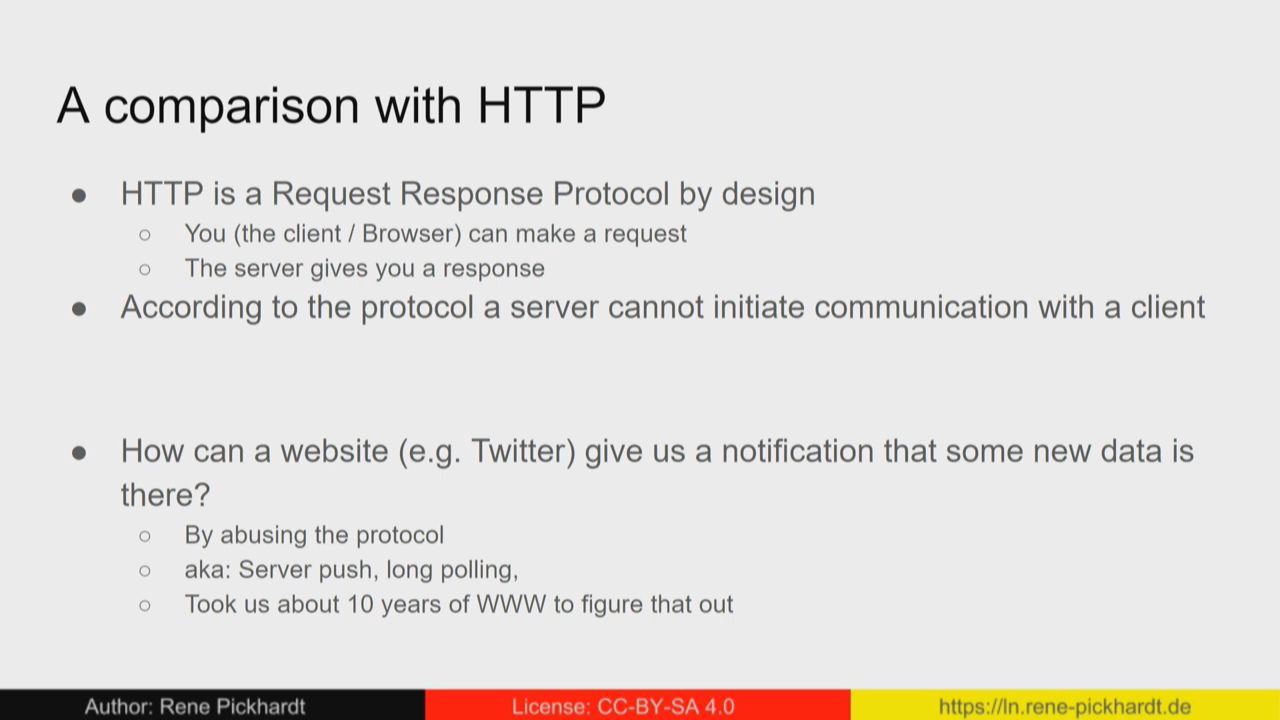 A comparison with HTTP
● HTTP is a Request Response Protocol by design
○ You (the client / Browser) can make a request
○ The server gives you a response
● According to the protocol a server cannot initiate communication with a client
● How can a website (e.g. Twitter) give us a notification that some new data is
there?
○ By abusing the protocol
○ aka: Server push, long polling,
○ Took us about 10 years of WWW to figure that out
Author: Rene Pickhardt
License: CC-BY-SA 4.0
https://ln.rene-pickhardt.de